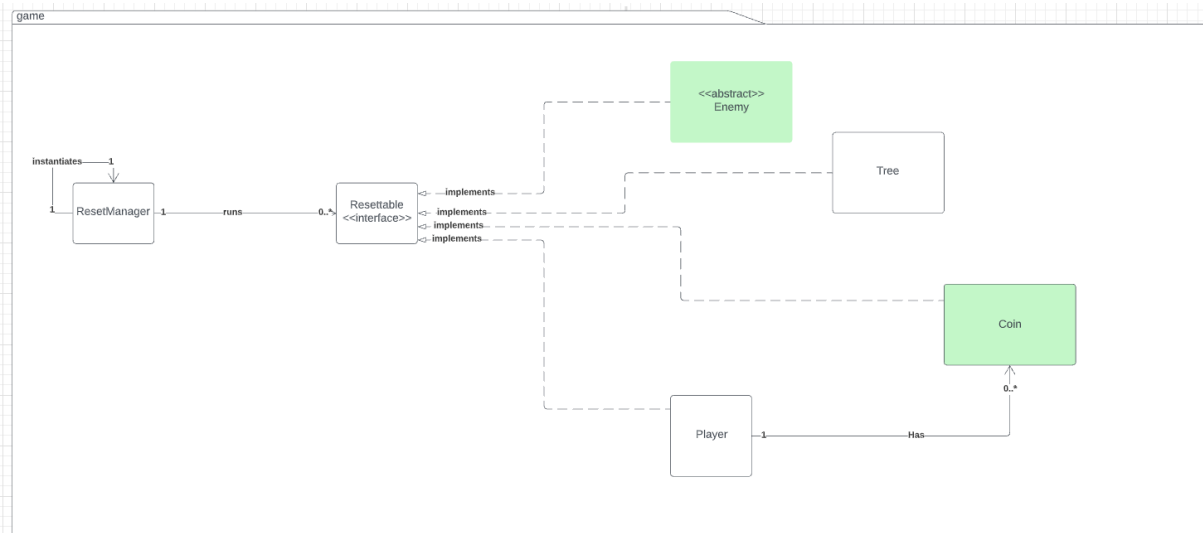 game
<<abstract>>
Enemy
Tree
instantiates
1
1
ResetManager
1
runs
0..*
Resettable
<<interface>>
implements
implements
implements
implements
Coin
0..*
Player
1
Has